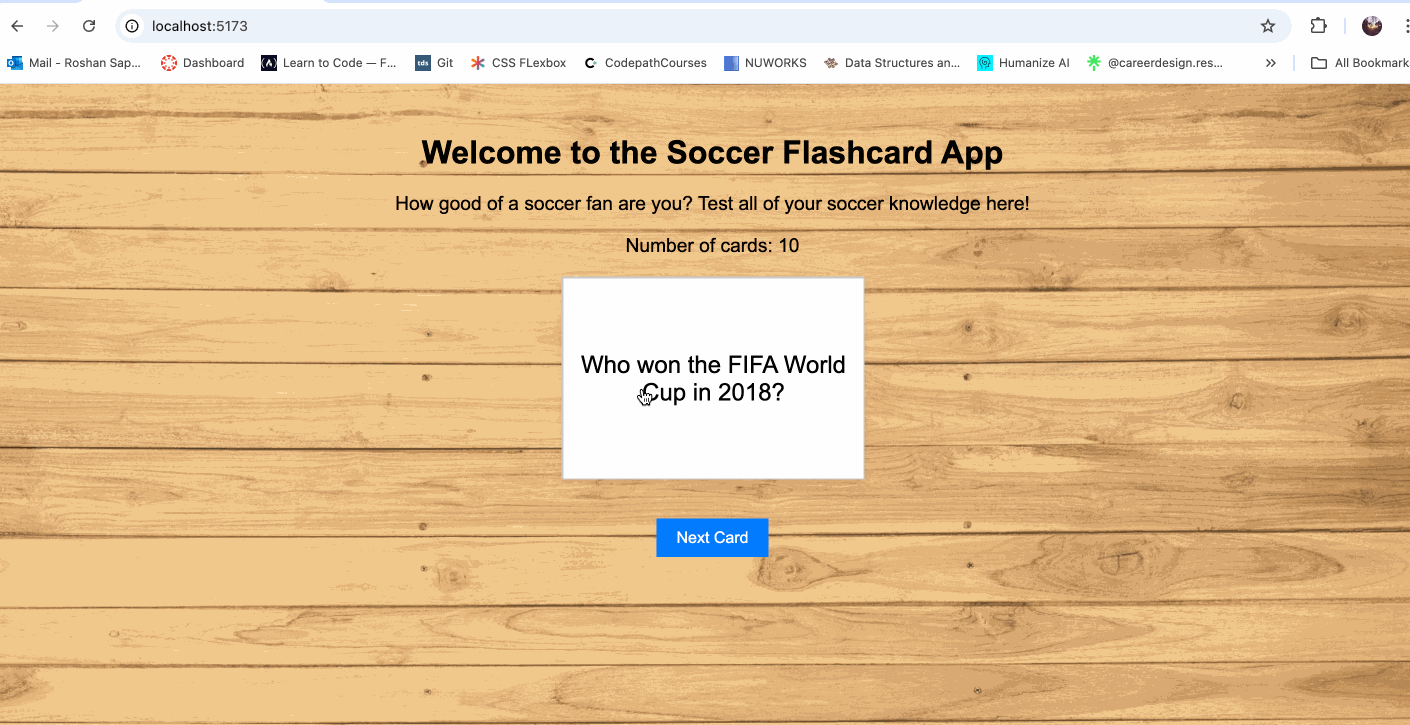 localhost:5173
Mail - Roshan Sap... Dashboard Learn to Code — F... tds Git CSS FLexbox CodepathCourses NUWORKS Data Structures an... Humanize AI @careerdesign.res... » All Bookmark
Welcome to the Soccer Flashcard App
How good of a soccer fan are you? Test all of your soccer knowledge here!
Number of cards: 10
Who won the FIFA World
Cup in 2018?
Next Card